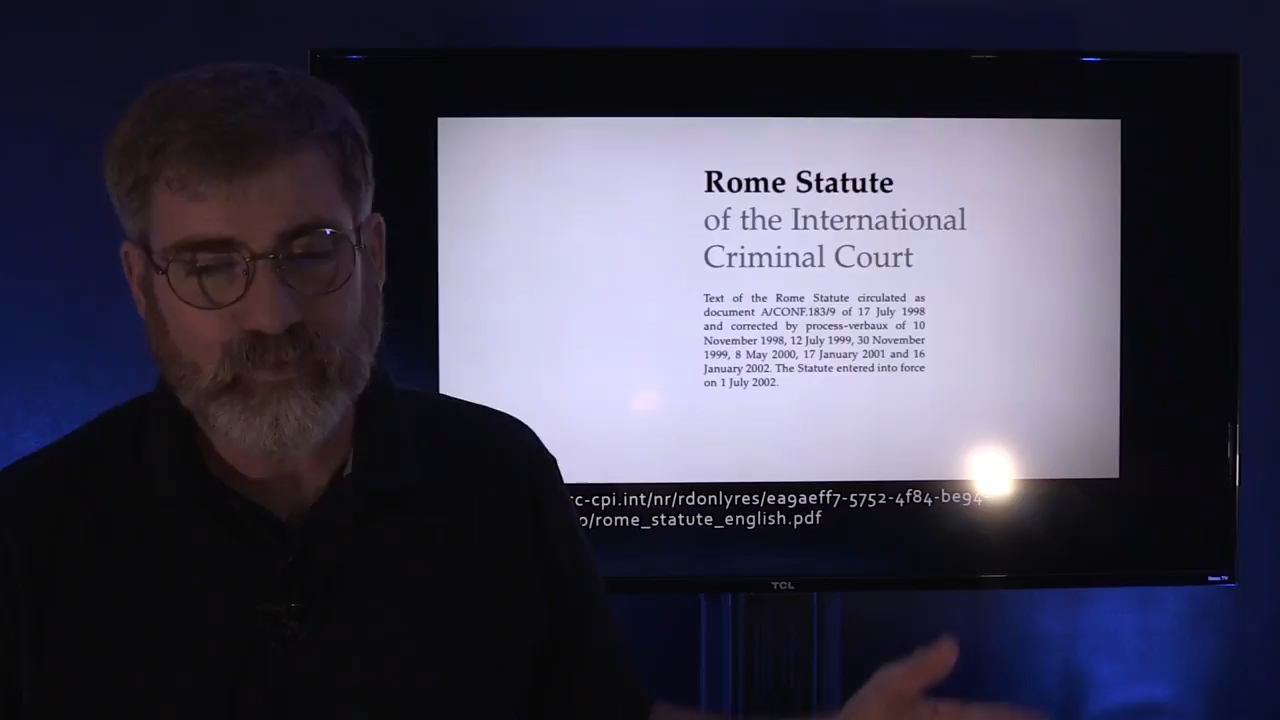 Rome Statute
of the International
Criminal Court
Text of the Rome Statute circulated as
document A/CONF.183/9 of 17 July 1998
and corrected by process-verbaux of 10
November 1998, 12 July 1999, 30 November
1999, 8 May 2000, 17 January 2001 and 16
January 2002. The Statute entered into force
on 1 July 2002.
c-cpi.int/nr/rdonlyres/ea9aeff7-5752-4f84-be94-
/rome_statute_english.pdf
TCL
Roku TV